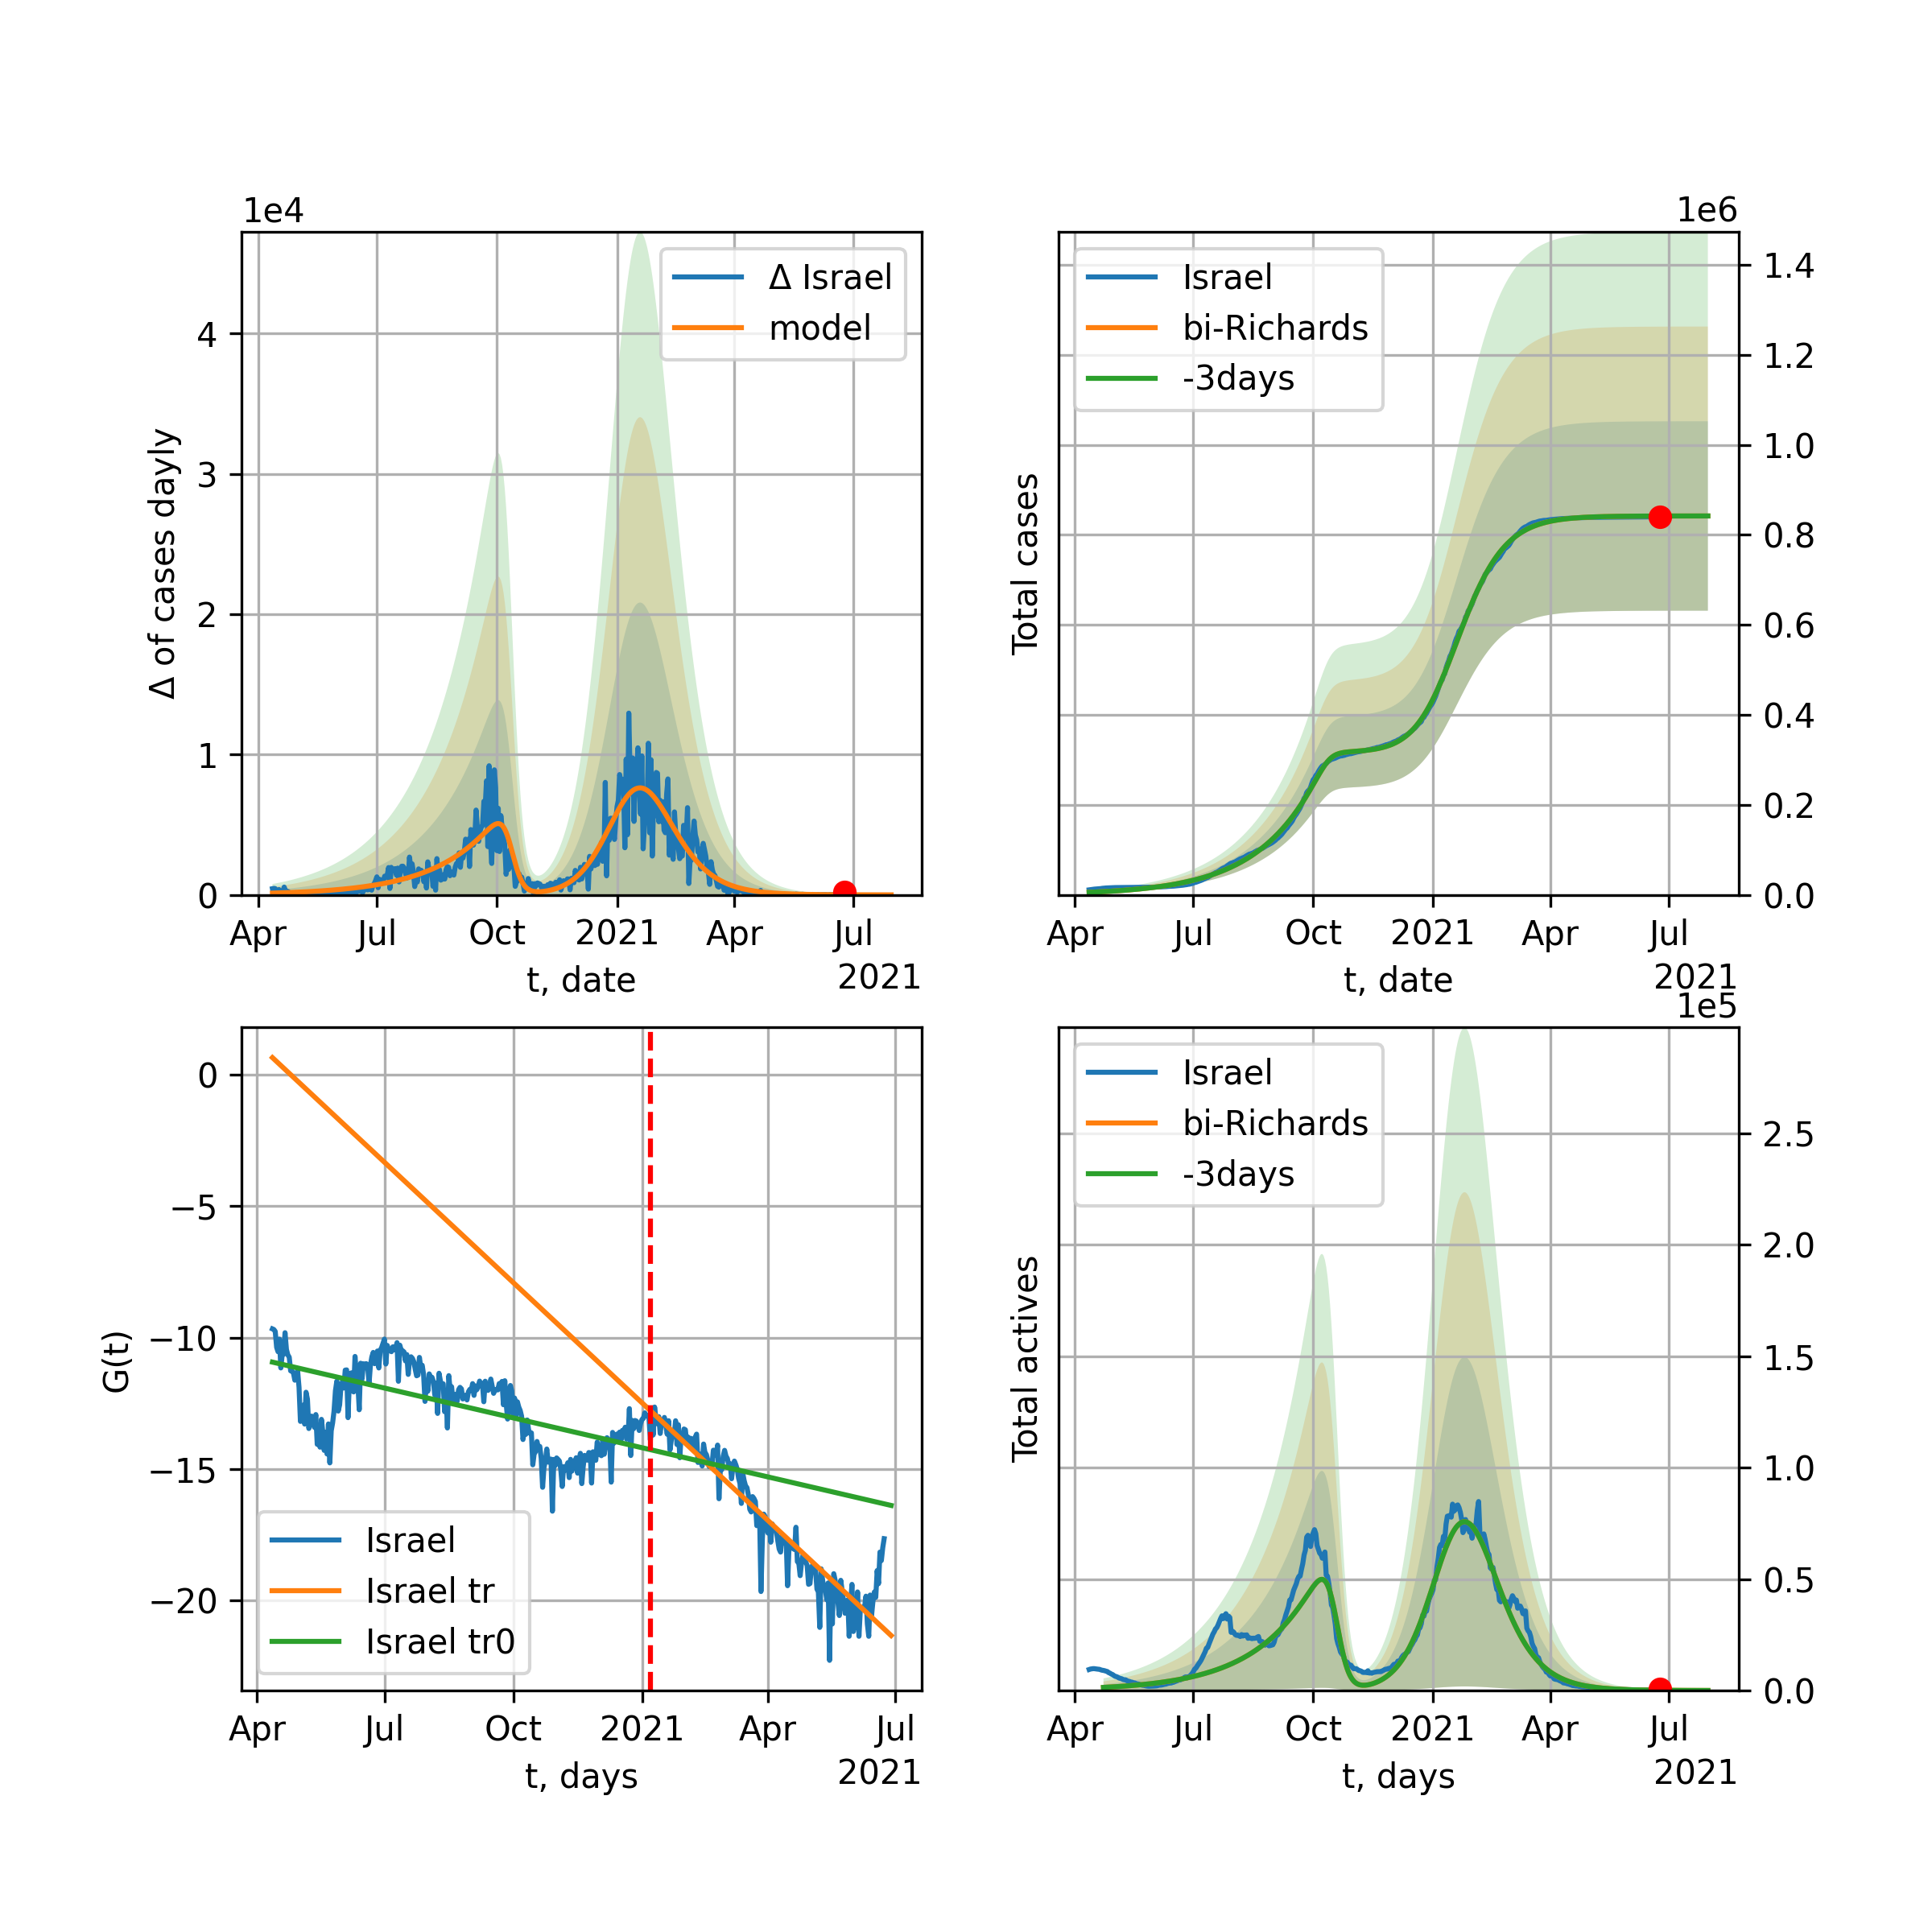 1e4
Δ of cases dayly
4
3
2
1
0
Δ Israel
model
Apr Jul Oct 2021 Apr Jul
t, date
2021
1e6
Total cases
Israel
bi-Richards
-3days
1.4
1.2
1.0
0.8
0.6
0.4
0.2
0.0
Apr Jul Oct 2021 Apr Jul
t, date
2021
G(t)
0
−5
−10
−15
−20
Israel
Israel tr
Israel tr0
Apr Jul Oct 2021 Apr Jul
t, days
2021
1e5
Total actives
Israel
bi-Richards
-3days
2.5
2.0
1.5
1.0
0.5
0.0
Apr Jul Oct 2021 Apr Jul
t, days
2021